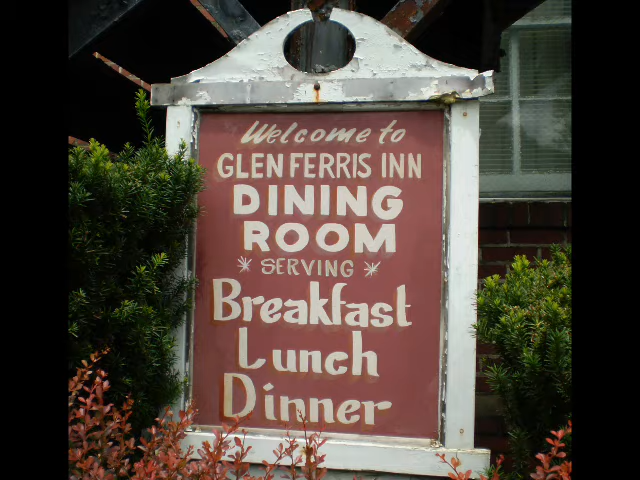 Welcome to
GLEN FERRIS INN
DINING
ROOM
* SERVING *
Breakfast
Lunch
Dinner